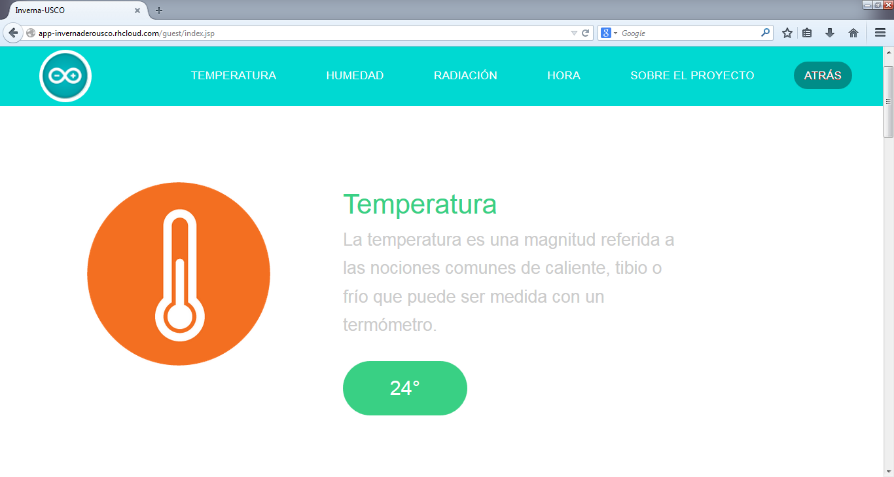 Inverna-USCO
app-invernaderousco.rhcloud.com/guest/index.jsp
Google
TEMPERATURA
HUMEDAD
RADIACIÓN
HORA
SOBRE EL PROYECTO
ATRÁS
Temperatura
La temperatura es una magnitud referida a
las nociones comunes de caliente, tibio o
frío que puede ser medida con un
termómetro.
24°